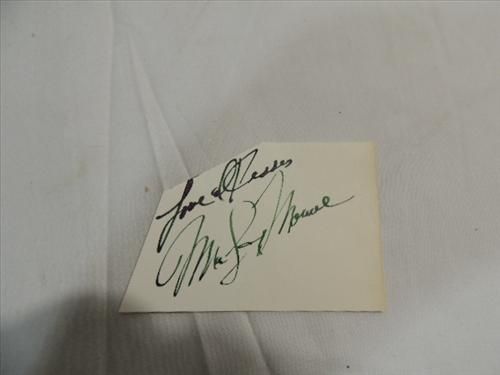 Love & Kisses
Marilyn Monroe